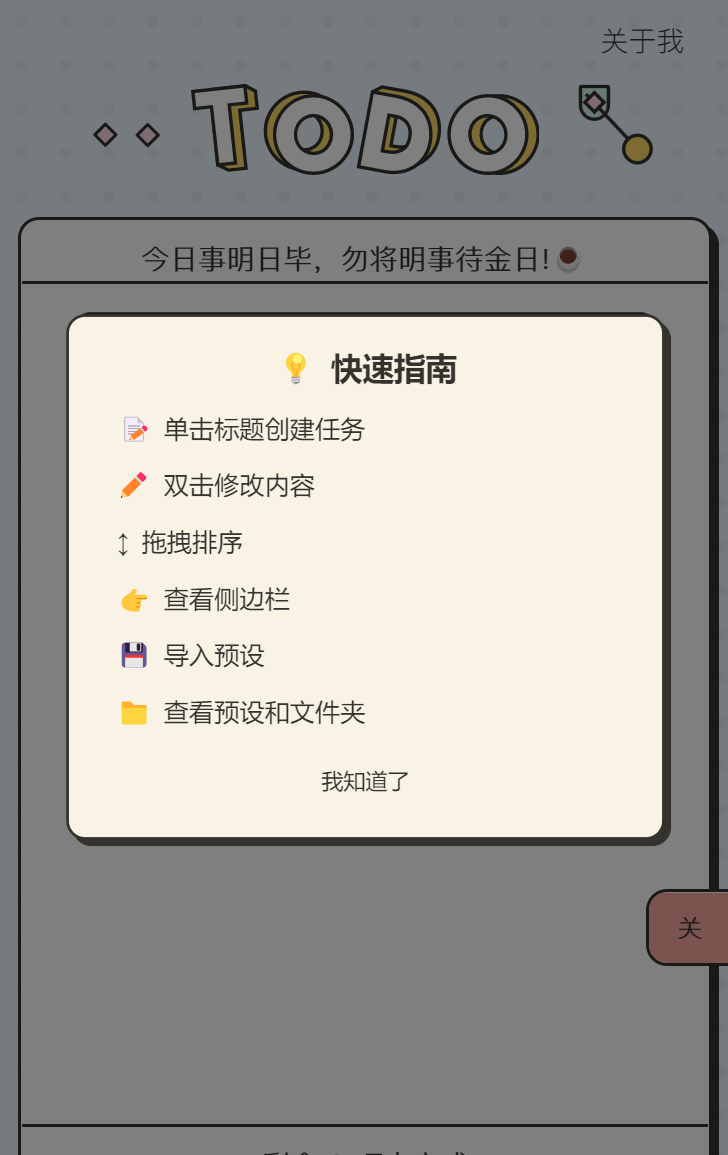 关于我
TODO
今日事明日毕，勿将明事待金日!
快速指南
单击标题创建任务
双击修改内容
拖拽排序
查看侧边栏
导入预设
查看预设和文件夹
我知道了
关